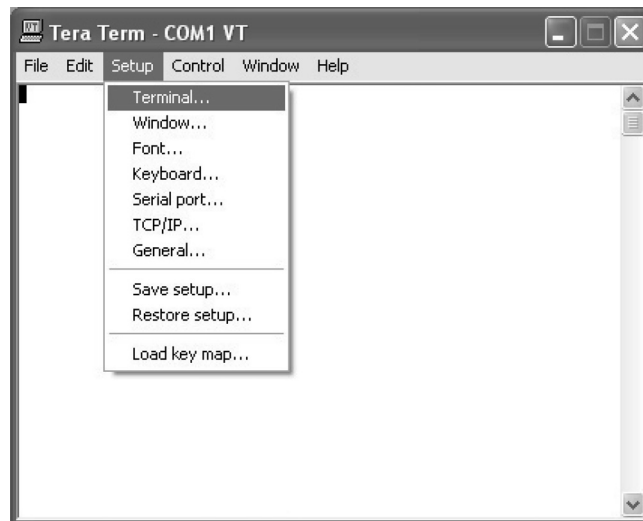 Tera Term - COM1 VT
File Edit Setup Control Window Help
Terminal...
Window...
Font...
Keyboard...
Serial port...
TCP/IP...
General...
Save setup...
Restore setup...
Load key map...